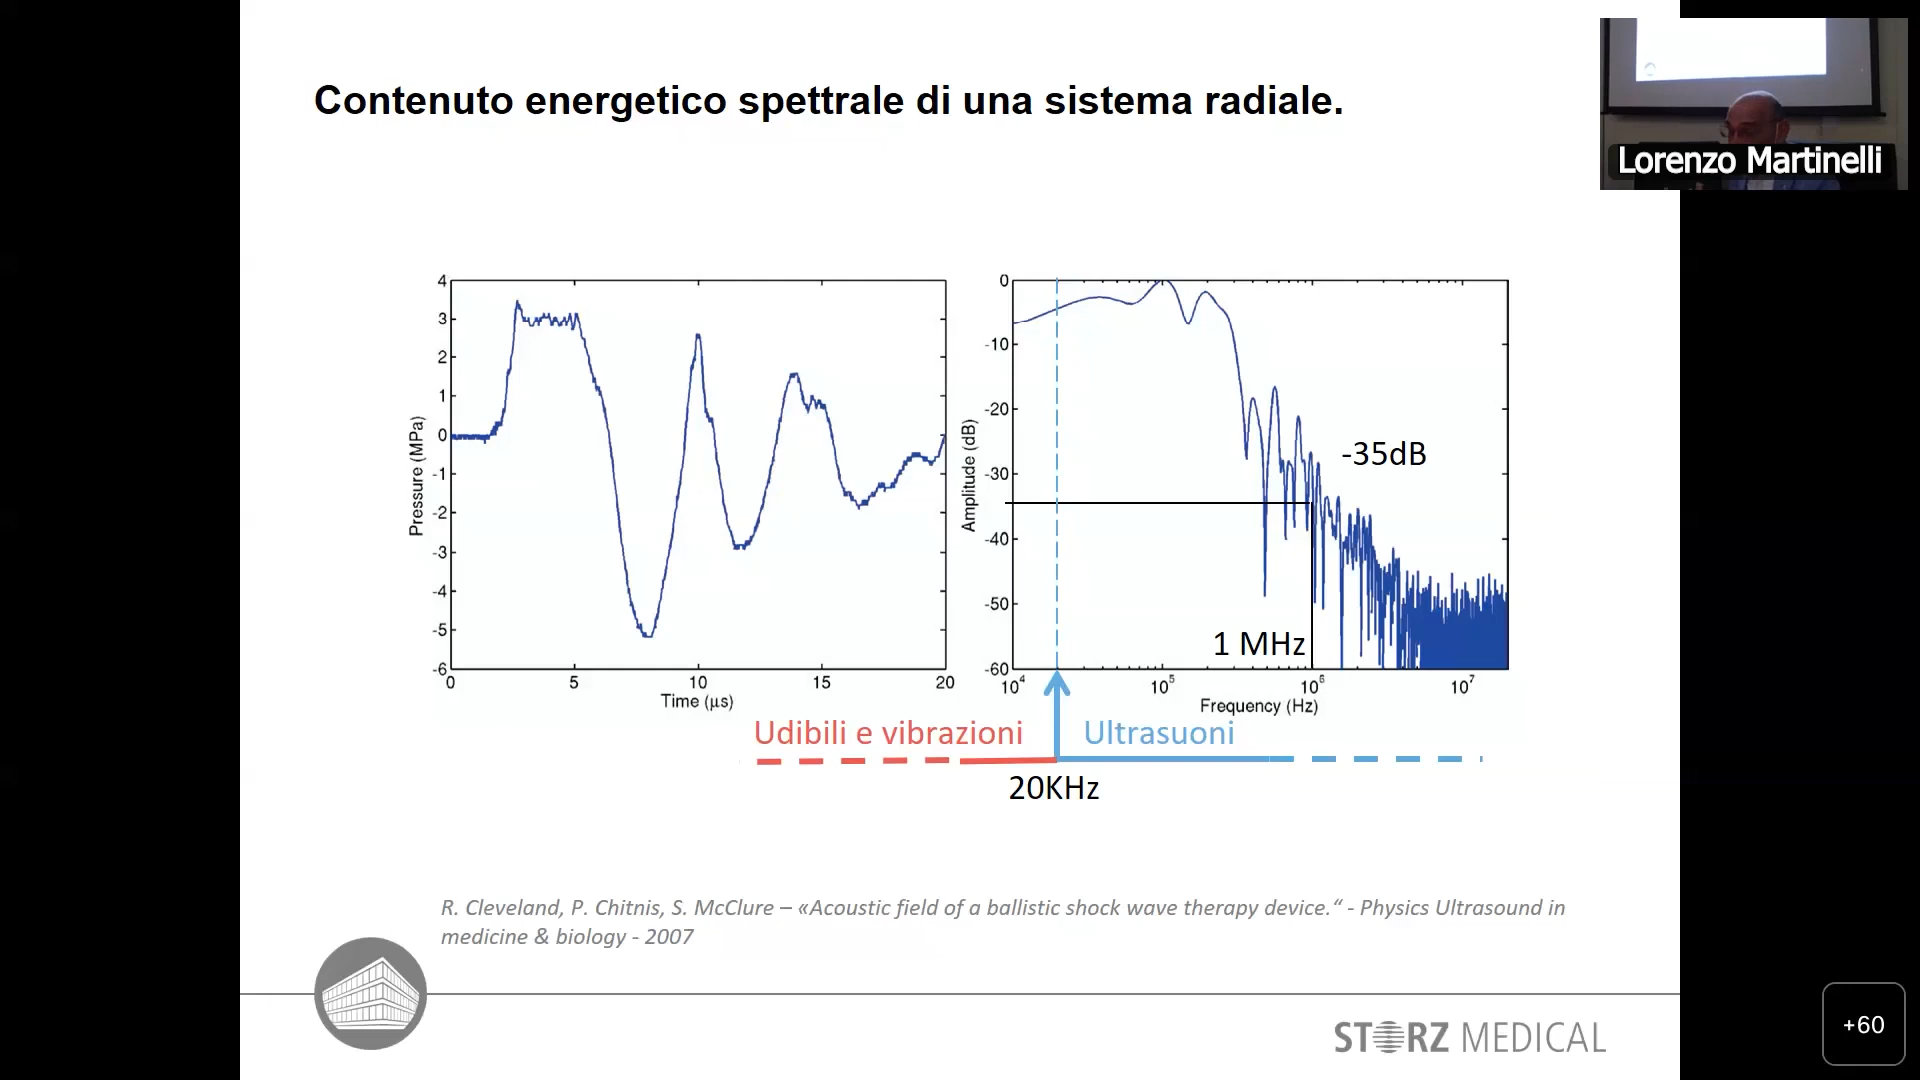 Contenuto energetico spettrale di una sistema radiale.
Lorenzo Martinelli
4
3
2
1
0
-1
-2
-3
-4
-5
-6
Pressure (MPa)
0 5 10 15 20
Time (μs)
0
-10
-20
-30
-40
-50
-60
Amplitude (dB)
-35dB
1 MHz
10⁴ 10⁵ 10⁶ 10⁷
Frequency (Hz)
Udibili e vibrazioni
Ultrasuoni
20KHz
R. Cleveland, P. Chitnis, S. McClure – «Acoustic field of a ballistic shock wave therapy device.“ - Physics Ultrasound in
medicine & biology - 2007
STORZ MEDICAL
+60